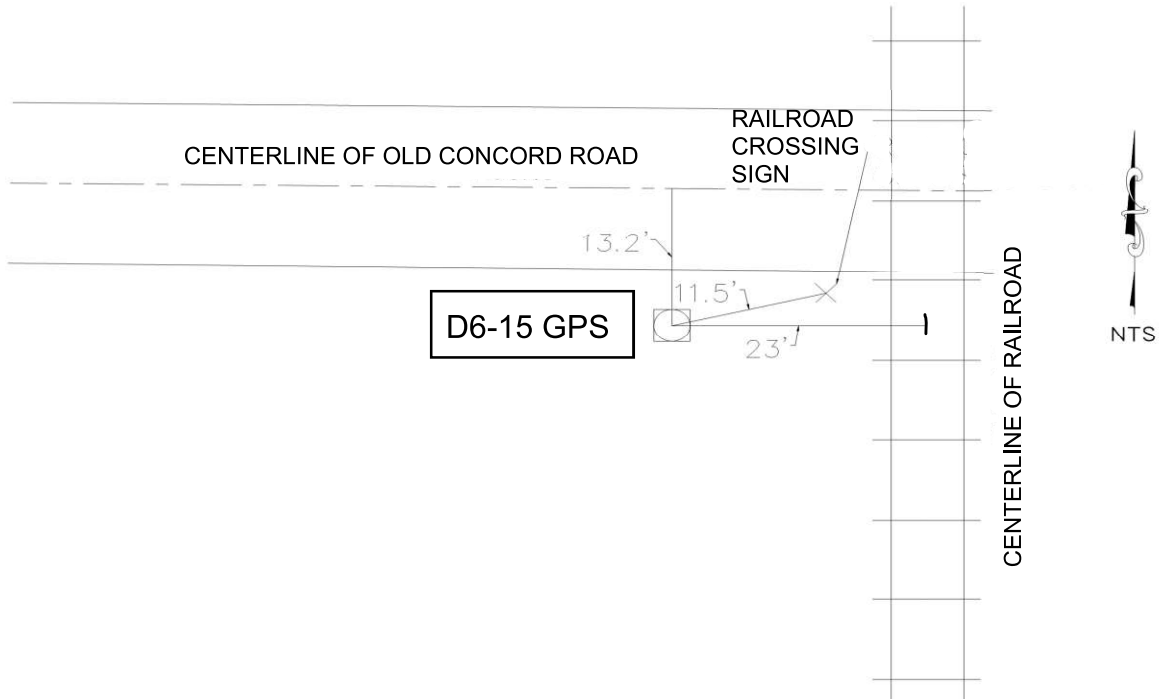 RAILROAD
CROSSING
SIGN
CENTERLINE OF OLD CONCORD ROAD
13.2'
11.5'
D6-15 GPS
23'
CENTERLINE OF RAILROAD
NTS